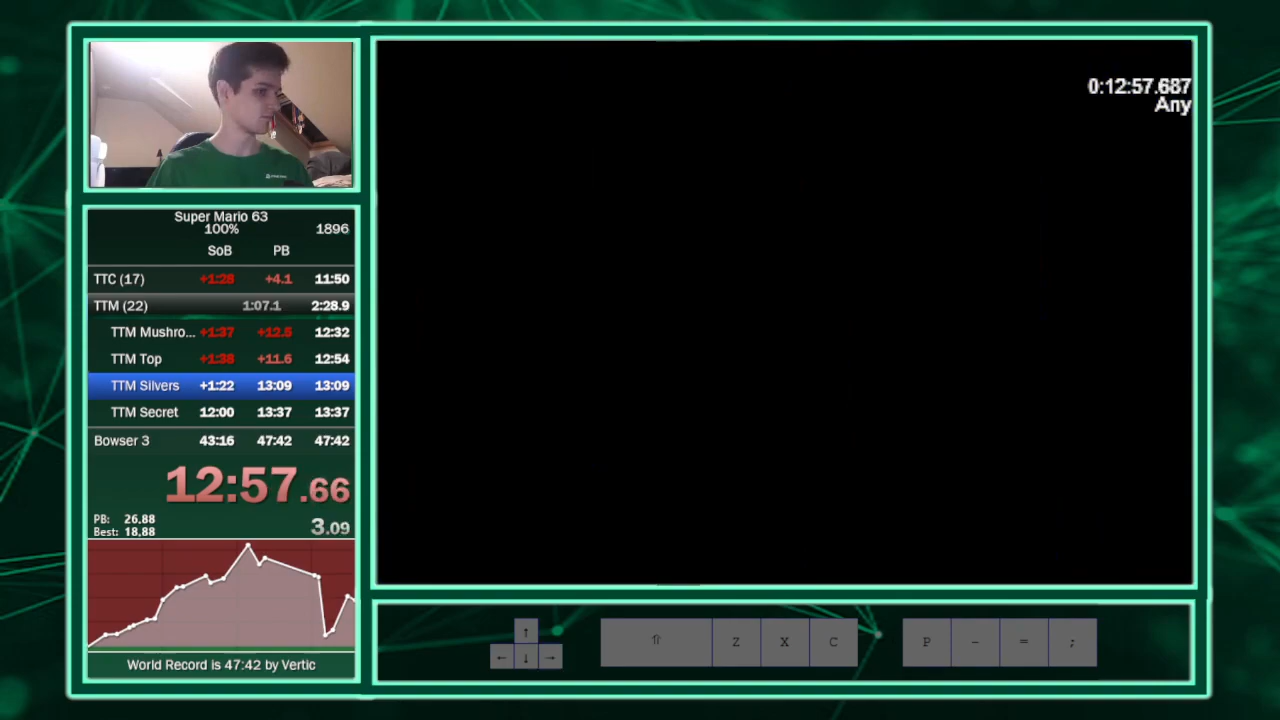 0:12:57.687
Any
Super Mario 63
100% 1896
SoB PB
TTC (17) +1:28 +4.1 11:50
TTM (22) 1:07.1 2:28.9
TTM Mushro... +1:37 +12.5 12:32
TTM Top +1:38 +11.6 12:54
TTM Silvers +1:22 13:09 13:09
TTM Secret 12:00 13:37 13:37
Bowser 3 43:16 47:42 47:42
12:57.66
PB: 26.88
Best: 18.88
3.09
World Record is 47:42 by Vertic
↑
← ↓ →
⇧ Z X C
P - = ;